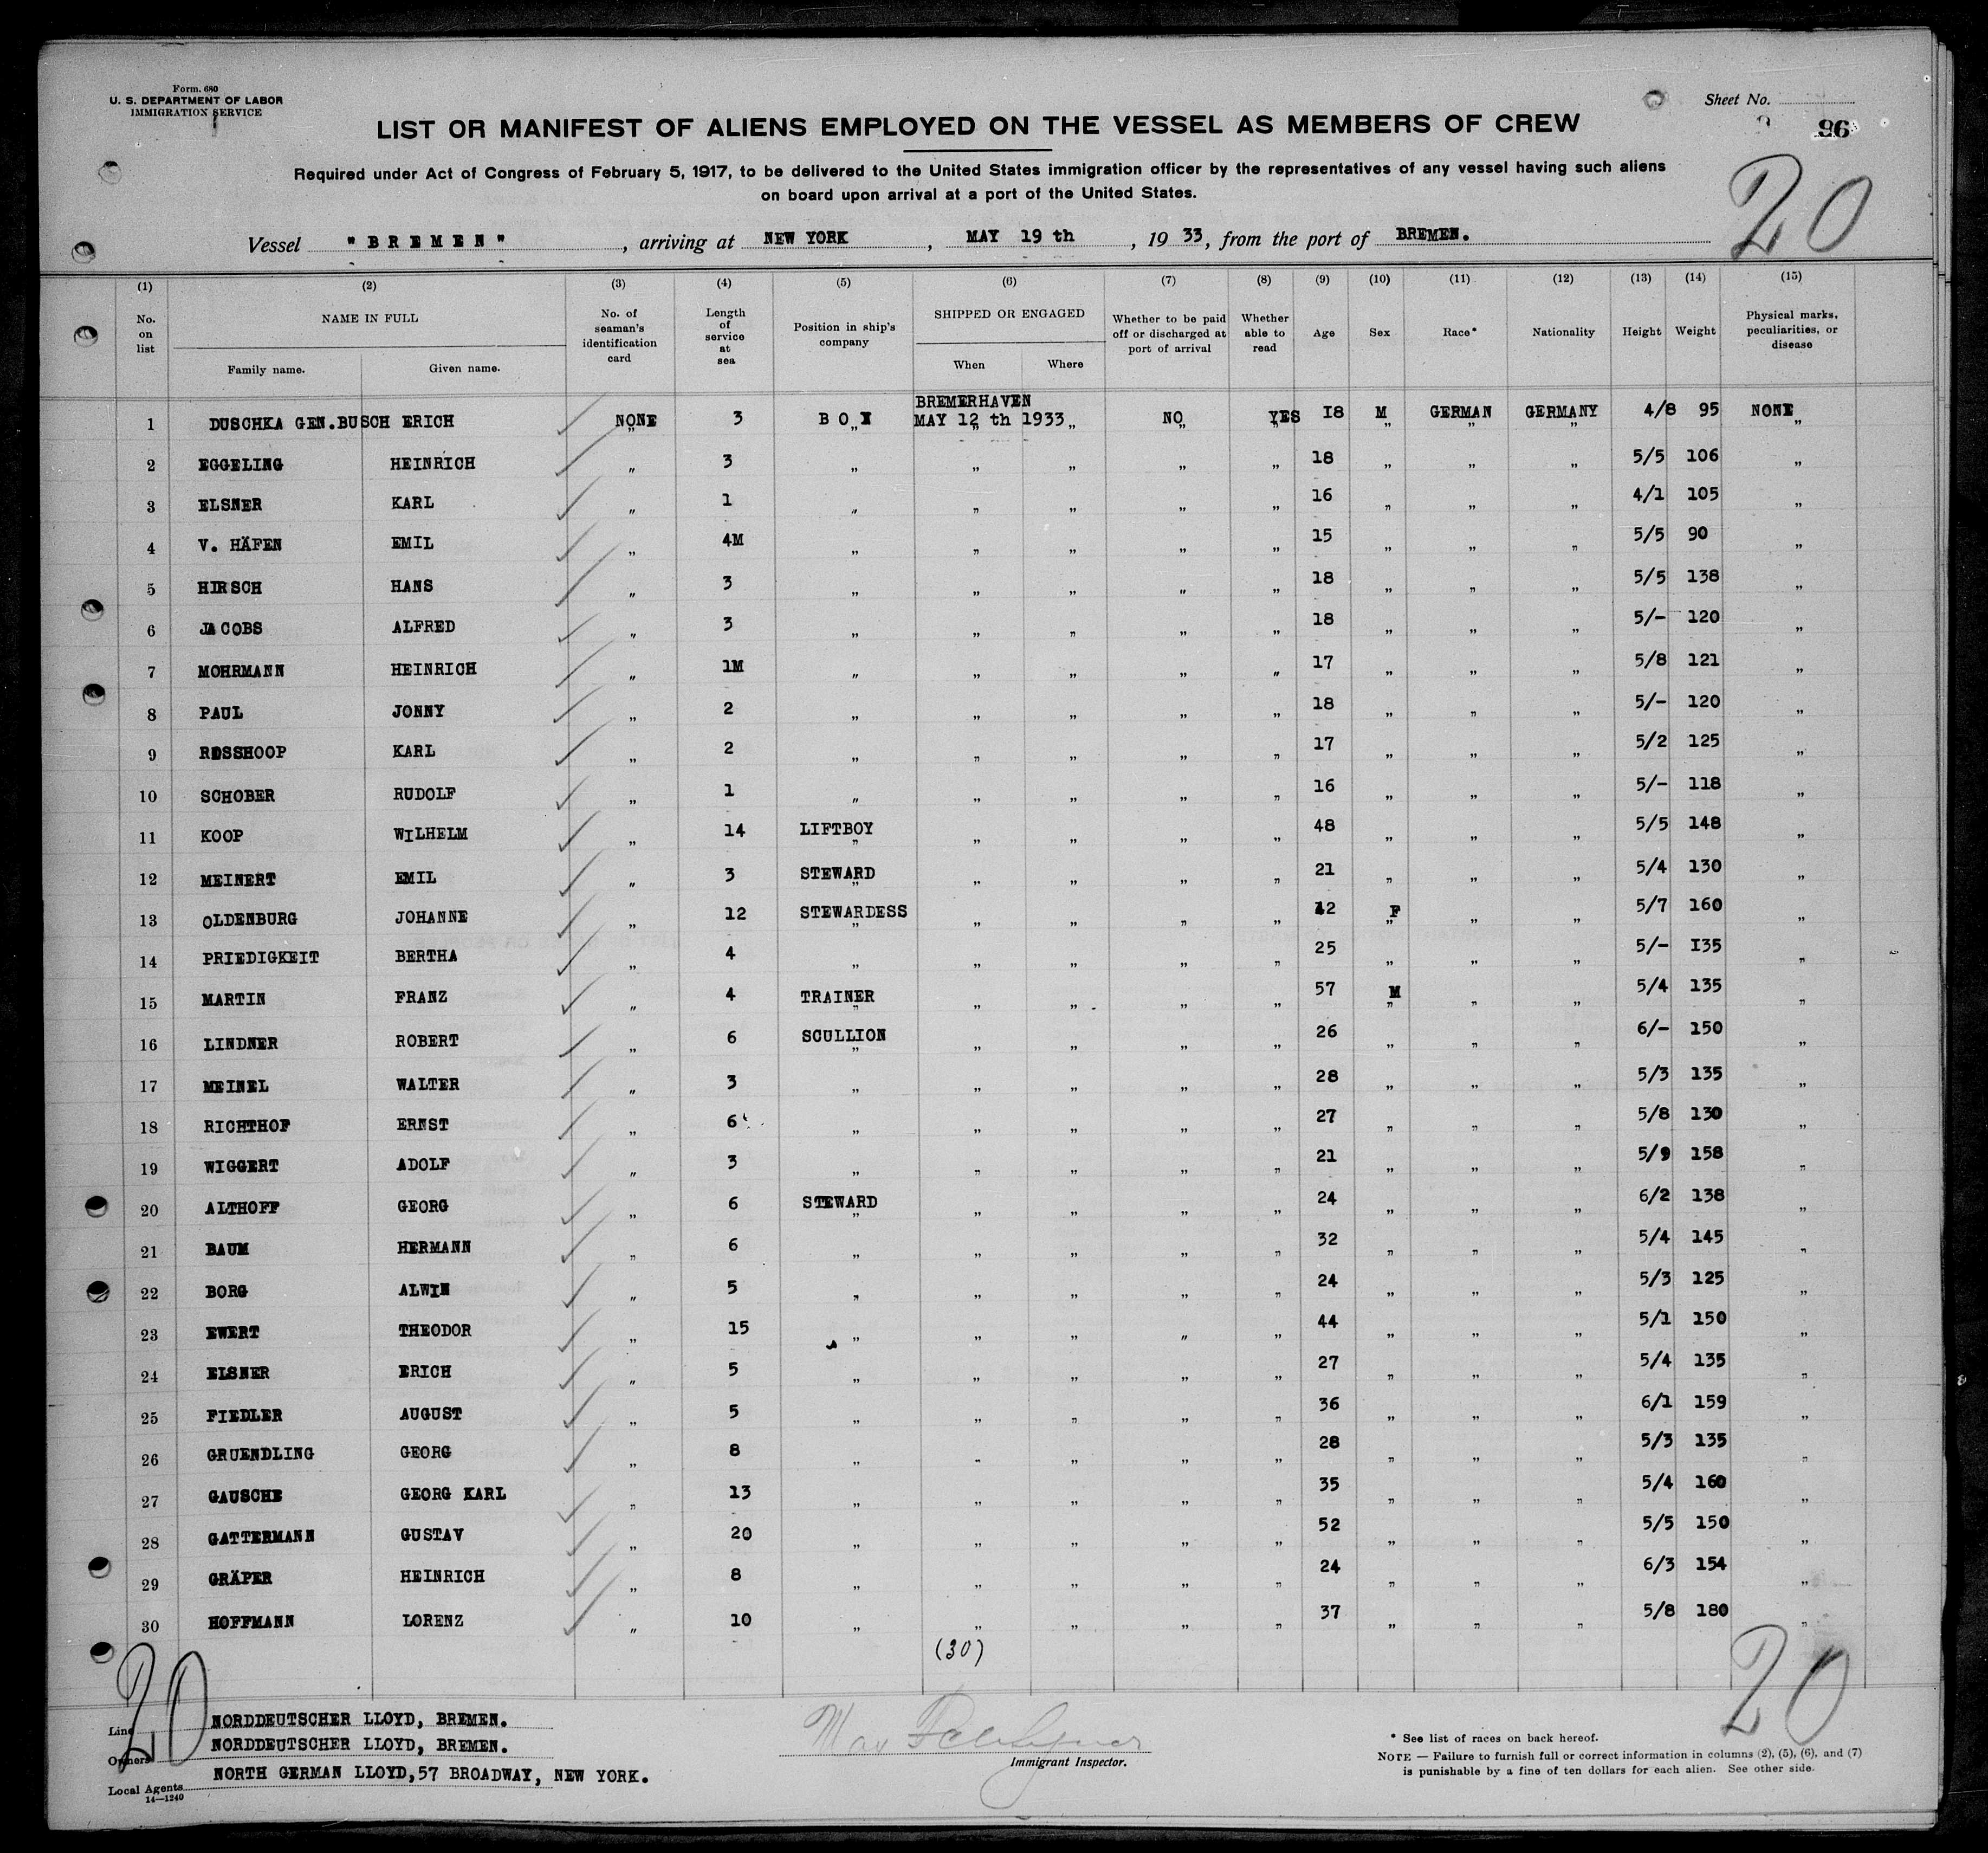 Form. 680
U. S. DEPARTMENT OF LABOR
IMMIGRATION SERVICE
Sheet No.
96
20
LIST OR MANIFEST OF ALIENS EMPLOYED ON THE VESSEL AS MEMBERS OF CREW
Required under Act of Congress of February 5, 1917, to be delivered to the United States immigration officer by the representatives of any vessel having such aliens
on board upon arrival at a port of the United States.
Vessel "BREMEN", arriving at NEW YORK, MAY 19 th, 1933, from the port of BREMEN.
(1) (2) (3) (4) (5) (6) (7) (8) (9) (10) (11) (12) (13) (14) (15)
No. on list NAME IN FULL Family name. Given name. No. of seaman's identification card Length of service at sea Position in ship's company SHIPPED OR ENGAGED When Where Whether to be paid off or discharged at port of arrival Whether able to read Age Sex Race* Nationality Height Weight Physical marks, peculiarities, or disease
BREMERHAVEN
1 DUSCHKA GEN.BUSCH ERICH NONE 3 BOY MAY 12 th 1933 NO YES 18 M GERMAN GERMANY 4/8 95 NONE
2 EGGELING HEINRICH „ 3 „ „ „ „ „ 18 „ „ „ 5/5 106 „
3 ELSNER KARL „ 1 „ „ „ „ „ 16 „ „ „ 4/1 105 „
4 V. HÄFEN EMIL „ 4M „ „ „ „ „ 15 „ „ „ 5/5 90 „
5 HIRSCH HANS „ 3 „ „ „ „ „ 18 „ „ „ 5/5 138 „
6 JACOBS ALFRED „ 3 „ „ „ „ „ 18 „ „ „ 5/- 120 „
7 MOHRMANN HEINRICH „ 1M „ „ „ „ „ 17 „ „ „ 5/8 121 „
8 PAUL JONNY „ 2 „ „ „ „ „ 18 „ „ „ 5/- 120 „
9 ROSSHOOP KARL „ 2 „ „ „ „ „ 17 „ „ „ 5/2 125 „
10 SCHOBER RUDOLF „ 1 „ „ „ „ „ 16 „ „ „ 5/- 118 „
11 KOOP WILHELM „ 14 LIFTBOY „ „ „ „ 48 „ „ „ 5/5 148 „
12 MEINERT EMIL „ 3 STEWARD „ „ „ „ 21 „ „ „ 5/4 130 „
13 OLDENBURG JOHANNE „ 12 STEWARDESS „ „ „ „ 42 F „ „ 5/7 160 „
14 PRIEDIGKEIT BERTHA „ 4 „ „ „ „ „ 25 „ „ „ 5/- 135 „
15 MARTIN FRANZ „ 4 TRAINER „ „ „ „ 57 M „ „ 5/4 135 „
16 LINDNER ROBERT „ 6 SCULLION „ „ „ „ 26 „ „ „ 6/- 150 „
17 MEINEL WALTER „ 3 „ „ „ „ „ 28 „ „ „ 5/3 135 „
18 RICHTHOF ERNST „ 6 „ „ „ „ „ 27 „ „ „ 5/8 130 „
19 WIGGERT ADOLF „ 3 „ „ „ „ „ 21 „ „ „ 5/9 158 „
20 ALTHOFF GEORG „ 6 STEWARD „ „ „ „ 24 „ „ „ 6/2 138 „
21 BAUM HERMANN „ 6 „ „ „ „ „ 32 „ „ „ 5/4 145 „
22 BORG ALWIN „ 5 „ „ „ „ „ 24 „ „ „ 5/3 125 „
23 EWERT THEODOR „ 15 „ „ „ „ „ 44 „ „ „ 5/1 150 „
24 ELSNER ERICH „ 5 „ „ „ „ „ 27 „ „ „ 5/4 135 „
25 FIEDLER AUGUST „ 5 „ „ „ „ „ 36 „ „ „ 6/1 159 „
26 GRUENDLING GEORG „ 8 „ „ „ „ „ 28 „ „ „ 5/3 135 „
27 GAUSCHE GEORG KARL „ 13 „ „ „ „ „ 35 „ „ „ 5/4 160 „
28 GATTERMANN GUSTAV „ 20 „ „ „ „ „ 52 „ „ „ 5/5 150 „
29 GRÄPER HEINRICH „ 8 „ „ „ „ „ 24 „ „ „ 6/3 154 „
30 HOFFMANN LORENZ „ 10 „ „ „ „ „ 37 „ „ „ 5/8 180 „
(30)
20
20
Line NORDDEUTSCHER LLOYD, BREMEN.
Owners NORDDEUTSCHER LLOYD, BREMEN.
Local Agents NORTH GERMAN LLOYD,57 BROADWAY, NEW YORK.
14—1240
Max
Immigrant Inspector.
* See list of races on back hereof.
NOTE — Failure to furnish full or correct information in columns (2), (5), (6), and (7)
is punishable by a fine of ten dollars for each alien. See other side.